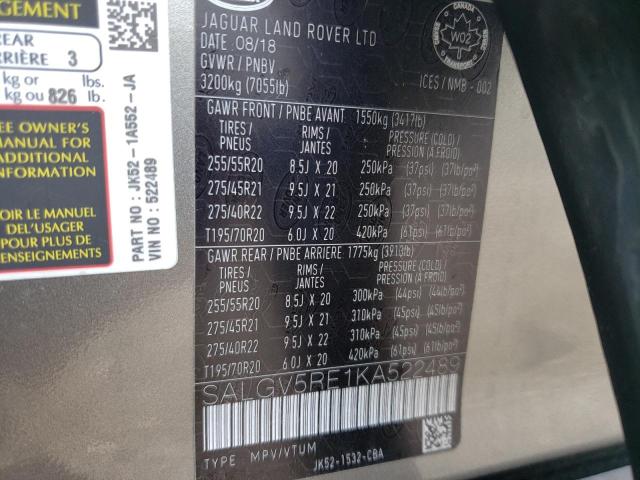 GEMENT
REAR
ARRIÈRE 3
kg or lbs.
kg ou 826 lb.
EE OWNER'S
MANUAL FOR
ADDITIONAL
INFORMATION
VOIR LE MANUEL
DE L'USAGER
POUR PLUS DE
RENSEIGNEMENTS
PART NO : JK52-1A552-JA
VIN : 522489
JAGUAR LAND ROVER LTD
DATE 08/18
GVWR / PNBV
3200kg (7055lb)
CANADA
W02
ICES / NMB - 002
GAWR FRONT / PNBE AVANT 1550kg (3417lb)
TIRES / PNEUS RIMS / JANTES PRESSURE (COLD) / PRESSION (A FROID)
255/55R20 8.5J X 20 250kPa (37psi) (37lb/po²)
275/45R21 9.5J X 21 250kPa (37psi) (37lb/po²)
275/40R22 9.5J X 22 250kPa (37psi) (37lb/po²)
T195/70R20 6.0J X 20 420kPa (61psi) (61lb/po²)
GAWR REAR / PNBE ARRIERE 1775kg (3913lb)
TIRES / PNEUS RIMS / JANTES PRESSURE (COLD) / PRESSION (A FROID)
255/55R20 8.5J X 20 300kPa (44psi) (44lb/po²)
275/45R21 9.5J X 21 310kPa (45psi) (45lb/po²)
275/40R22 9.5J X 22 310kPa (45psi) (45lb/po²)
T195/70R20 6.0J X 20 420kPa (61psi) (61lb/po²)
SALGV5RE1KA522489
TYPE MPV/VTUM
JK52-1532-CBA